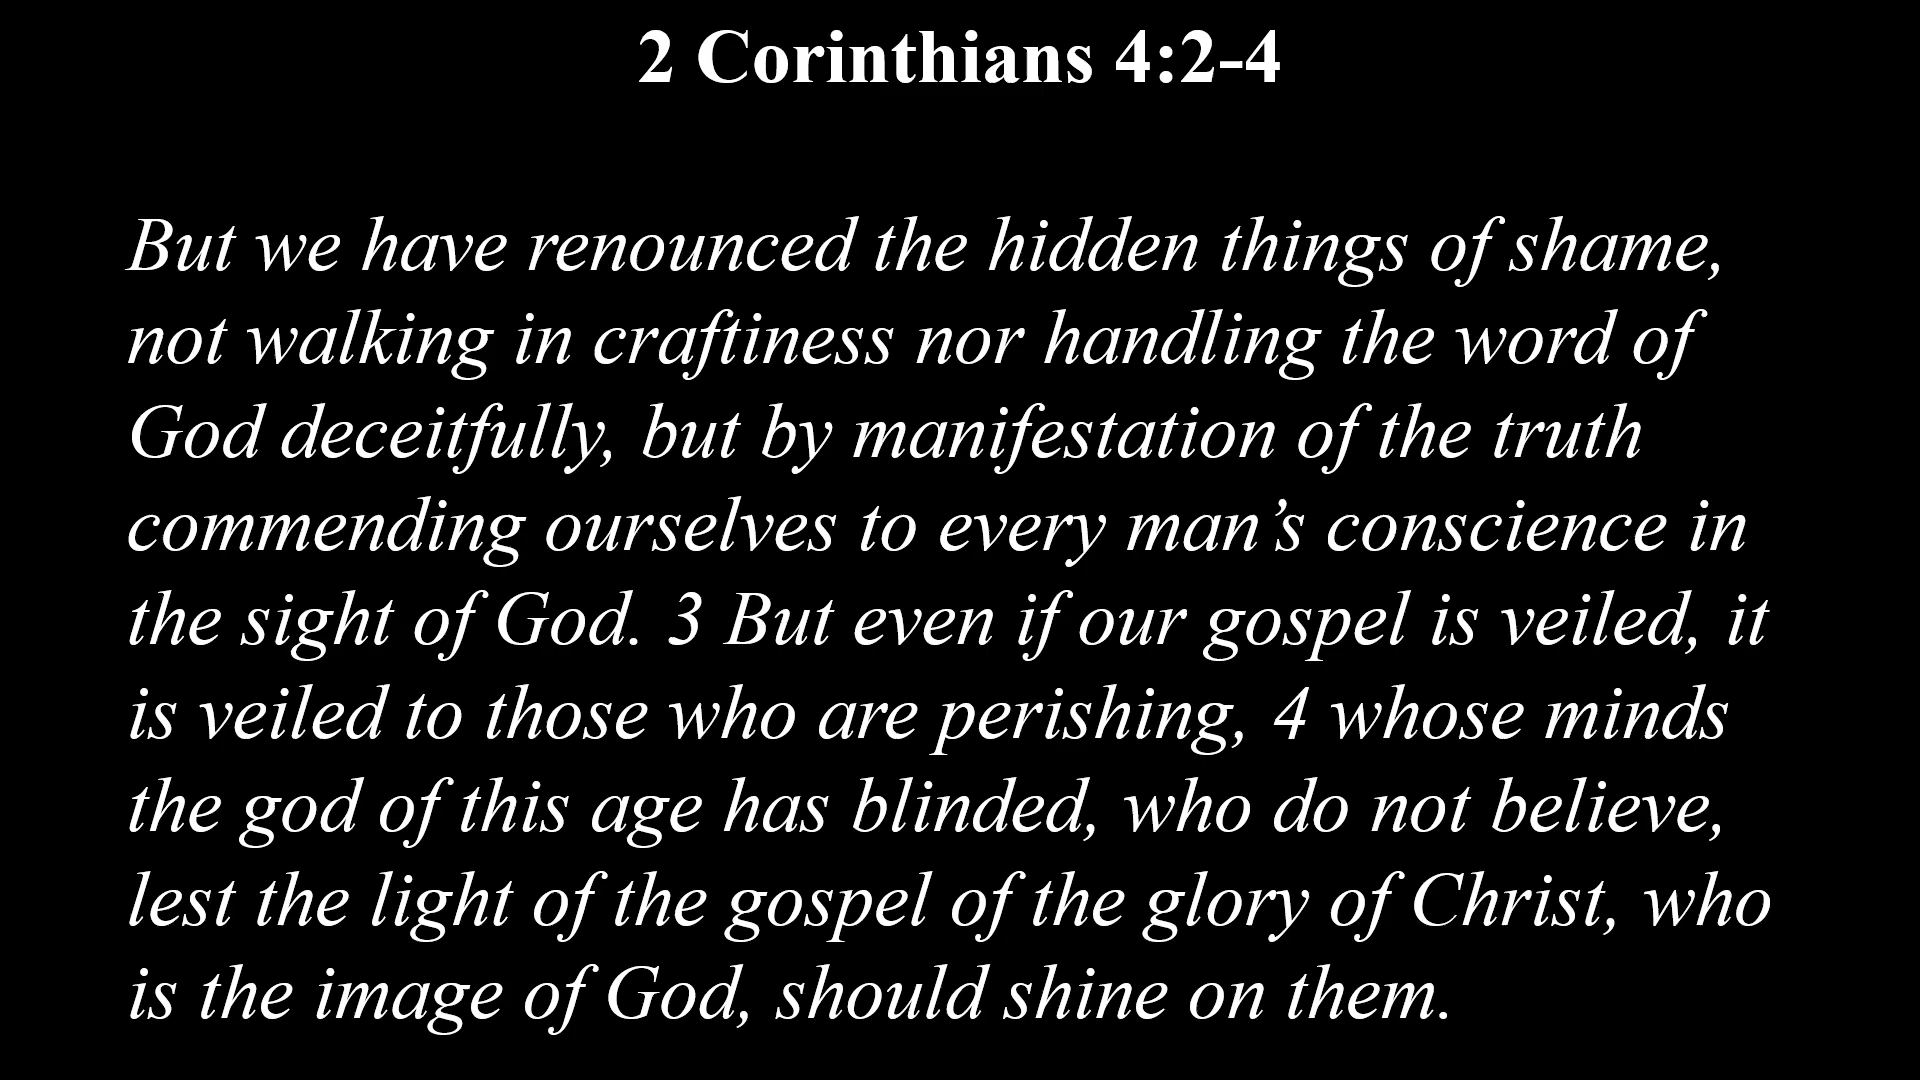 2 Corinthians 4:2-4
But we have renounced the hidden things of shame,
not walking in craftiness nor handling the word of
God deceitfully, but by manifestation of the truth
commending ourselves to every man’s conscience in
the sight of God. 3 But even if our gospel is veiled, it
is veiled to those who are perishing, 4 whose minds
the god of this age has blinded, who do not believe,
lest the light of the gospel of the glory of Christ, who
is the image of God, should shine on them.